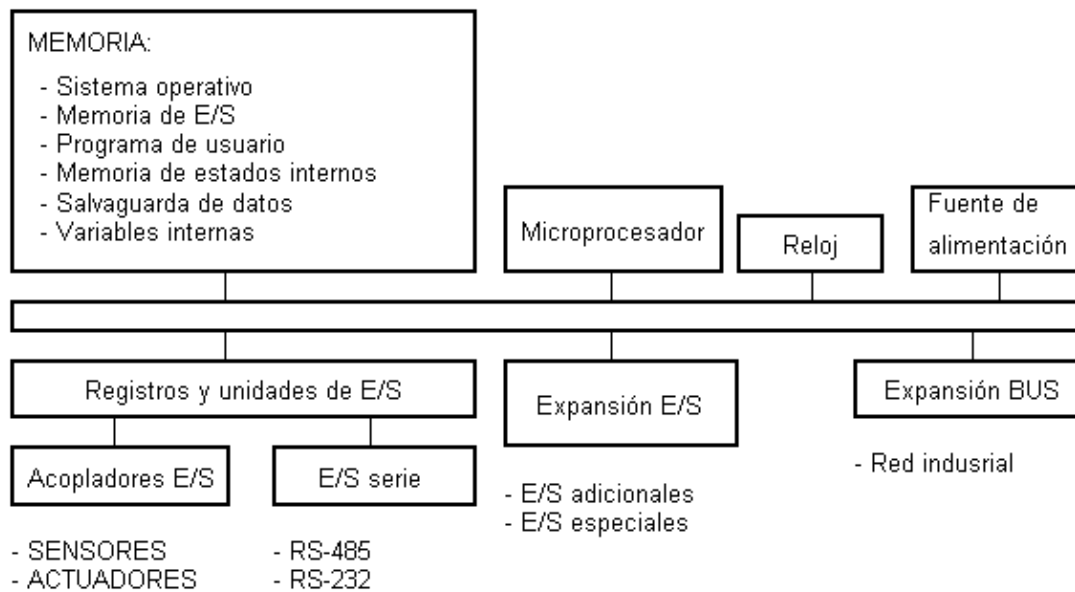 MEMORIA:
- Sistema operativo
- Memoria de E/S
- Programa de usuario
- Memoria de estados internos
- Salvaguarda de datos
- Variables internas
Microprocesador
Reloj
Fuente de
alimentación
Registros y unidades de E/S
Expansión E/S
Expansión BUS
Acopladores E/S
E/S serie
- Red indusrial
- E/S adicionales
- E/S especiales
- SENSORES
- ACTUADORES
- RS-485
- RS-232